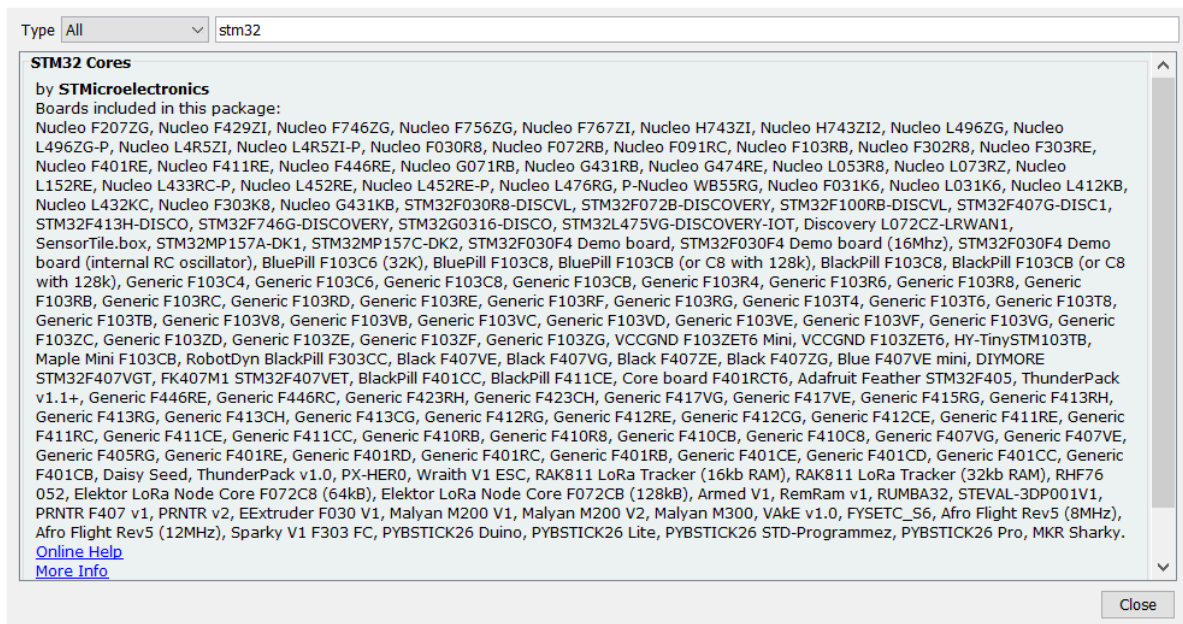 Type All stm32
STM32 Cores
by STMicroelectronics
Boards included in this package:
Nucleo F207ZG, Nucleo F429ZI, Nucleo F746ZG, Nucleo F756ZG, Nucleo F767ZI, Nucleo H743ZI, Nucleo H743ZI2, Nucleo L496ZG, Nucleo
L496ZG-P, Nucleo L4R5ZI, Nucleo L4R5ZI-P, Nucleo F030R8, Nucleo F072RB, Nucleo F091RC, Nucleo F103RB, Nucleo F302R8, Nucleo F303RE,
Nucleo F401RE, Nucleo F411RE, Nucleo F446RE, Nucleo G071RB, Nucleo G431RB, Nucleo G474RE, Nucleo L053R8, Nucleo L073RZ, Nucleo
L152RE, Nucleo L433RC-P, Nucleo L452RE, Nucleo L452RE-P, Nucleo L476RG, P-Nucleo WB55RG, Nucleo F031K6, Nucleo L031K6, Nucleo L412KB,
Nucleo L432KC, Nucleo F303K8, Nucleo G431KB, STM32F030R8-DISCVL, STM32F072B-DISCOVERY, STM32F100RB-DISCVL, STM32F407G-DISC1,
STM32F413H-DISCO, STM32F746G-DISCOVERY, STM32G0316-DISCO, STM32L475VG-DISCOVERY-IOT, Discovery L072CZ-LRWAN1,
SensorTile.box, STM32MP157A-DK1, STM32MP157C-DK2, STM32F030F4 Demo board, STM32F030F4 Demo board (16Mhz), STM32F030F4 Demo
board (internal RC oscillator), BluePill F103C6 (32K), BluePill F103C8, BluePill F103CB (or C8 with 128k), BlackPill F103C8, BlackPill F103CB (or C8
with 128k), Generic F103C4, Generic F103C6, Generic F103C8, Generic F103CB, Generic F103R4, Generic F103R6, Generic F103R8, Generic
F103RB, Generic F103RC, Generic F103RD, Generic F103RE, Generic F103RF, Generic F103RG, Generic F103T4, Generic F103T6, Generic F103T8,
Generic F103TB, Generic F103V8, Generic F103VB, Generic F103VC, Generic F103VD, Generic F103VE, Generic F103VF, Generic F103VG, Generic
F103ZC, Generic F103ZD, Generic F103ZE, Generic F103ZF, Generic F103ZG, VCCGND F103ZET6 Mini, VCCGND F103ZET6, HY-TinySTM103TB,
Maple Mini F103CB, RobotDyn BlackPill F303CC, Black F407VE, Black F407VG, Black F407ZE, Black F407ZG, Blue F407VE mini, DIYMORE
STM32F407VGT, FK407M1 STM32F407VET, BlackPill F401CC, BlackPill F411CE, Core board F401RCT6, Adafruit Feather STM32F405, ThunderPack
v1.1+, Generic F446RE, Generic F446RC, Generic F423RH, Generic F423CH, Generic F417VG, Generic F417VE, Generic F415RG, Generic F413RH,
Generic F413RG, Generic F413CH, Generic F413CG, Generic F412RG, Generic F412RE, Generic F412CG, Generic F412CE, Generic F411RE, Generic
F411RC, Generic F411CE, Generic F411CC, Generic F410RB, Generic F410R8, Generic F410CB, Generic F410C8, Generic F407VG, Generic F407VE,
Generic F405RG, Generic F401RE, Generic F401RD, Generic F401RC, Generic F401RB, Generic F401CE, Generic F401CD, Generic F401CC, Generic
F401CB, Daisy Seed, ThunderPack v1.0, PX-HER0, Wraith V1 ESC, RAK811 LoRa Tracker (16kb RAM), RAK811 LoRa Tracker (32kb RAM), RHF76
052, Elektor LoRa Node Core F072C8 (64kB), Elektor LoRa Node Core F072CB (128kB), Armed V1, RemRam v1, RUMBA32, STEVAL-3DP001V1,
PRNTR F407 v1, PRNTR v2, EExtruder F030 V1, Malyan M200 V1, Malyan M200 V2, Malyan M300, VAkE v1.0, FYSETC_S6, Afro Flight Rev5 (8MHz),
Afro Flight Rev5 (12MHz), Sparky V1 F303 FC, PYBSTICK26 Duino, PYBSTICK26 Lite, PYBSTICK26 STD-Programmez, PYBSTICK26 Pro, MKR Sharky.
Online Help
More Info
Close